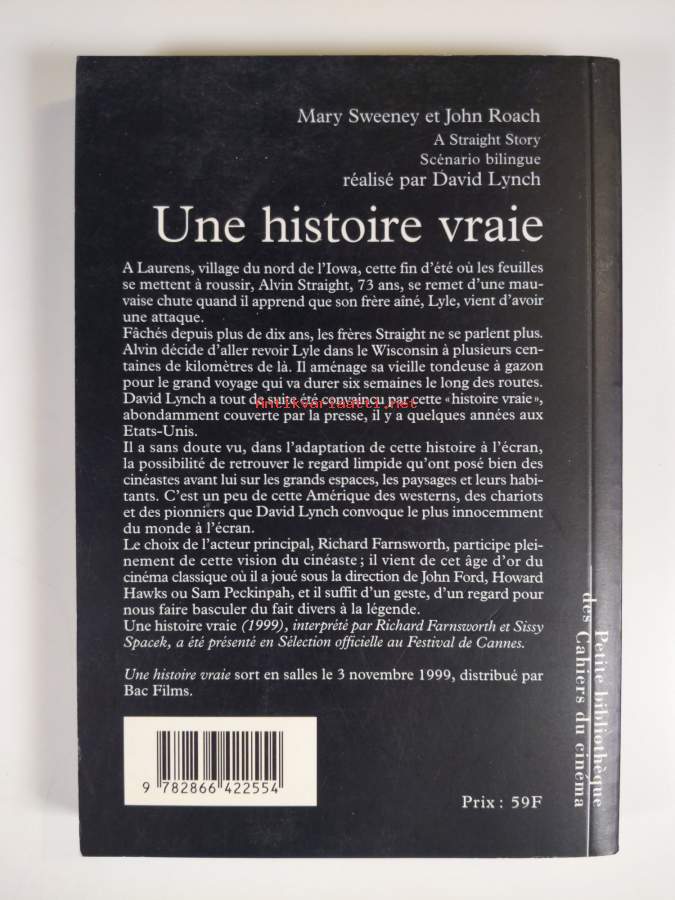 Mary Sweeney et John Roach
A Straight Story
Scénario bilingue
réalisé par David Lynch
Une histoire vraie
A Laurens, village du nord de l'Iowa, cette fin d'été où les feuilles
se mettent à roussir, Alvin Straight, 73 ans, se remet d'une mau-
vaise chute quand il apprend que son frère aîné, Lyle, vient d'avoir
une attaque.
Fâchés depuis plus de dix ans, les frères Straight ne se parlent plus.
Alvin décide d'aller revoir Lyle dans le Wisconsin à plusieurs cen-
taines de kilomètres de là. Il aménage sa vieille tondeuse à gazon
pour le grand voyage qui va durer six semaines le long des routes.
David Lynch a tout de suite été convaincu par cette « histoire vraie »,
abondamment couverte par la presse, il y a quelques années aux
Etats-Unis.
Il a sans doute vu, dans l'adaptation de cette histoire à l'écran,
la possibilité de retrouver le regard limpide qu'ont posé bien des
cinéastes avant lui sur les grands espaces, les paysages et leurs habi-
tants. C'est un peu de cette Amérique des westerns, des chariots
et des pionniers que David Lynch convoque le plus innocemment
du monde à l'écran.
Le choix de l'acteur principal, Richard Farnsworth, participe plei-
nement de cette vision du cinéaste ; il vient de cet âge d'or du
cinéma classique où il a joué sous la direction de John Ford, Howard
Hawks ou Sam Peckinpah, et il suffit d'un geste, d'un regard pour
nous faire basculer du fait divers à la légende.
Une histoire vraie (1999), interprété par Richard Farnsworth et Sissy
Spacek, a été présenté en Sélection officielle au Festival de Cannes.
Une histoire vraie sort en salles le 3 novembre 1999, distribué par
Bac Films.
9 782866 422554
Prix : 59F
Petite bibliothèque
des Cahiers du cinéma
Antikvariaatti.net